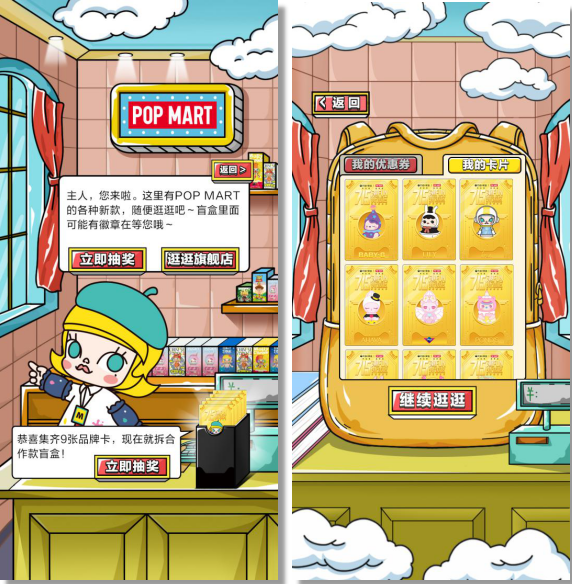 POP MART
返回 >
主人，您来啦。这里有POP MART
的各种新款，随便逛逛吧～盲盒里面
可能有徽章在等您哦～
立即抽奖
逛逛旗舰店
M
恭喜集齐9张品牌卡，现在就拆合
作款盲盒！
立即抽奖
< 返回
我的优惠券
我的卡片
继续逛逛